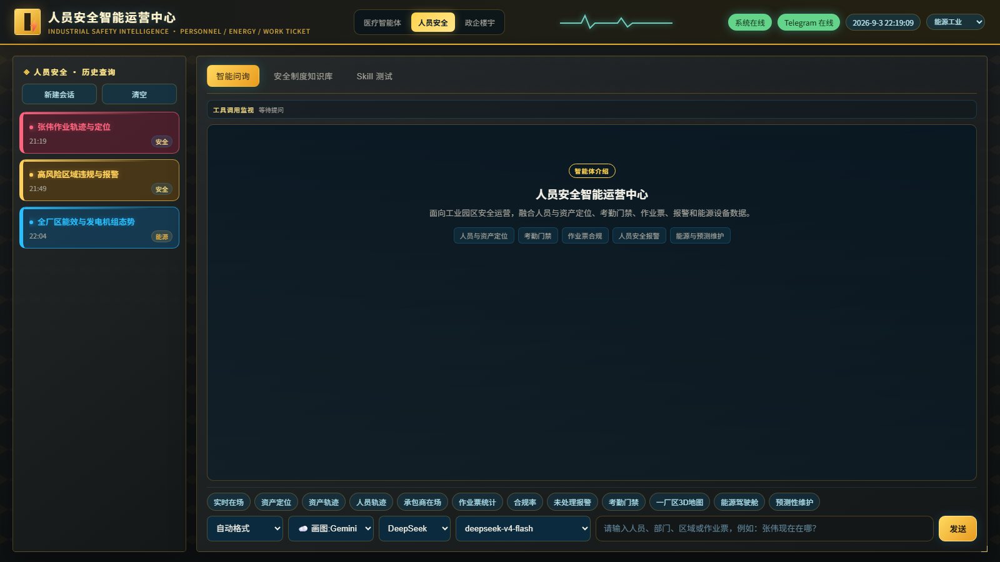 人员安全智能运营中心
INDUSTRIAL SAFETY INTELLIGENCE • PERSONNEL / ENERGY / WORK TICKET
医疗智能体 人员安全 政企楼宇
系统在线 Telegram 在线 2026-9-3 22:19:09 能源工业
人员安全 • 历史查询
新建会话 清空
张伟作业轨迹与定位
21:19 安全
高风险区域违规与报警
21:49 安全
全厂区能效与发电机组态势
22:04 能源
智能问询 安全制度知识库 Skill 测试
工具调用监视 等待提问
智能体介绍
人员安全智能运营中心
面向工业园区安全运营，融合人员与资产定位、考勤门禁、作业票、报警和能源设备数据。
人员与资产定位 考勤门禁 作业票合规 人员安全报警 能源与预测维护
实时在场 资产定位 资产轨迹 人员轨迹 承包商在场 作业票统计 合规率 未处理报警 考勤门禁 一厂区3D地图 能源驾驶舱 预测性维护
自动格式 画图:Gemini DeepSeek deepseek-v4-flash 请输入人员、部门、区域或作业票，例如：张伟现在在哪？ 发送